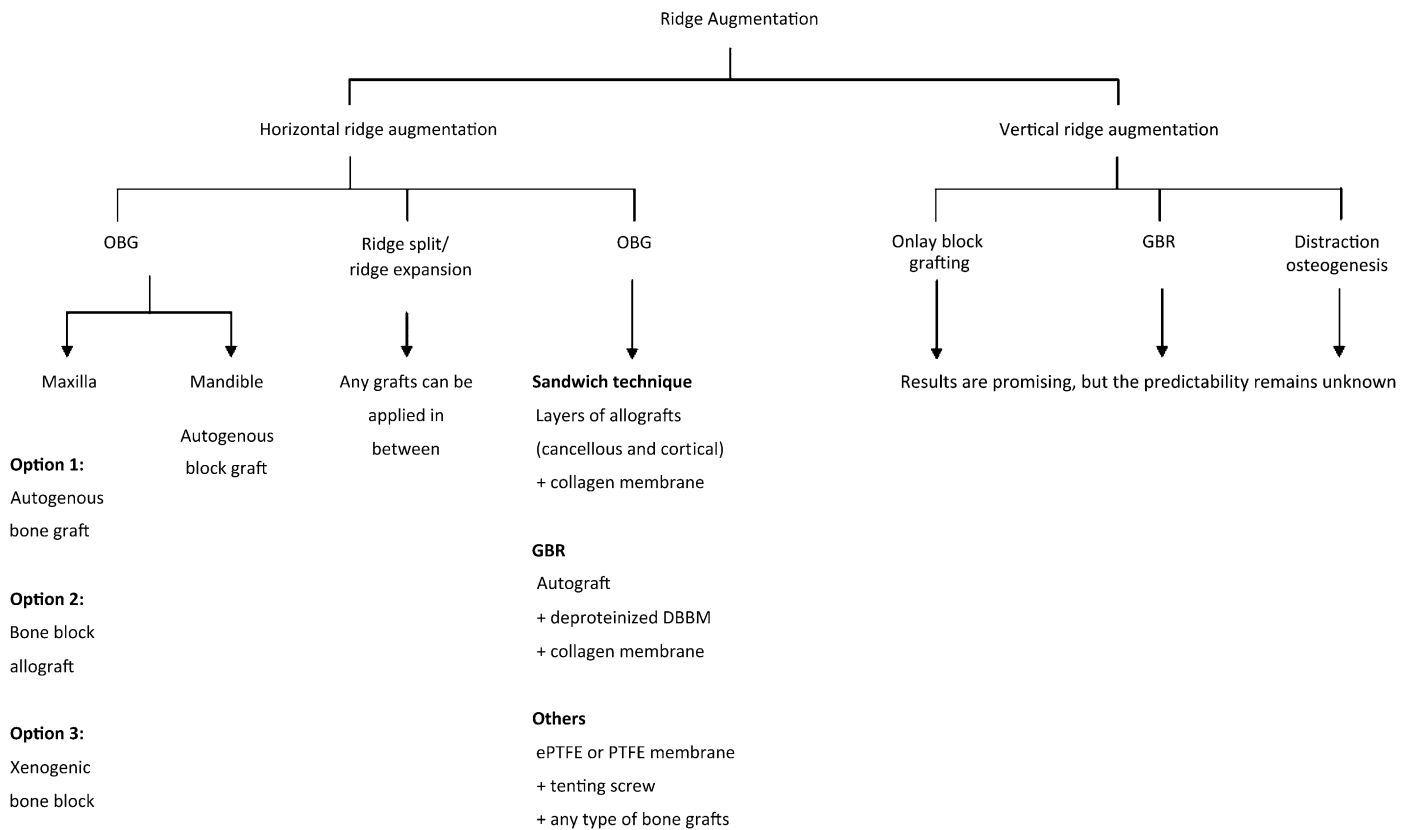 Ridge Augmentation
Horizontal ridge augmentation
Vertical ridge augmentation
OBG
Ridge split/
ridge expansion
OBG
Onlay block
grafting
GBR
Distraction
osteogenesis
Maxilla
Option 1:
Autogenous
bone graft
Option 2:
Bone block
allograft
Option 3:
Xenogenic
bone block
Mandible
Autogenous
block graft
Any grafts can be
applied in
between
Sandwich technique
Layers of allografts
(cancellous and cortical)
+ collagen membrane
GBR
Autograft
+ deproteinized DBBM
+ collagen membrane
Others
ePTFE or PTFE membrane
+ tenting screw
+ any type of bone grafts
Results are promising, but the predictability remains unknown